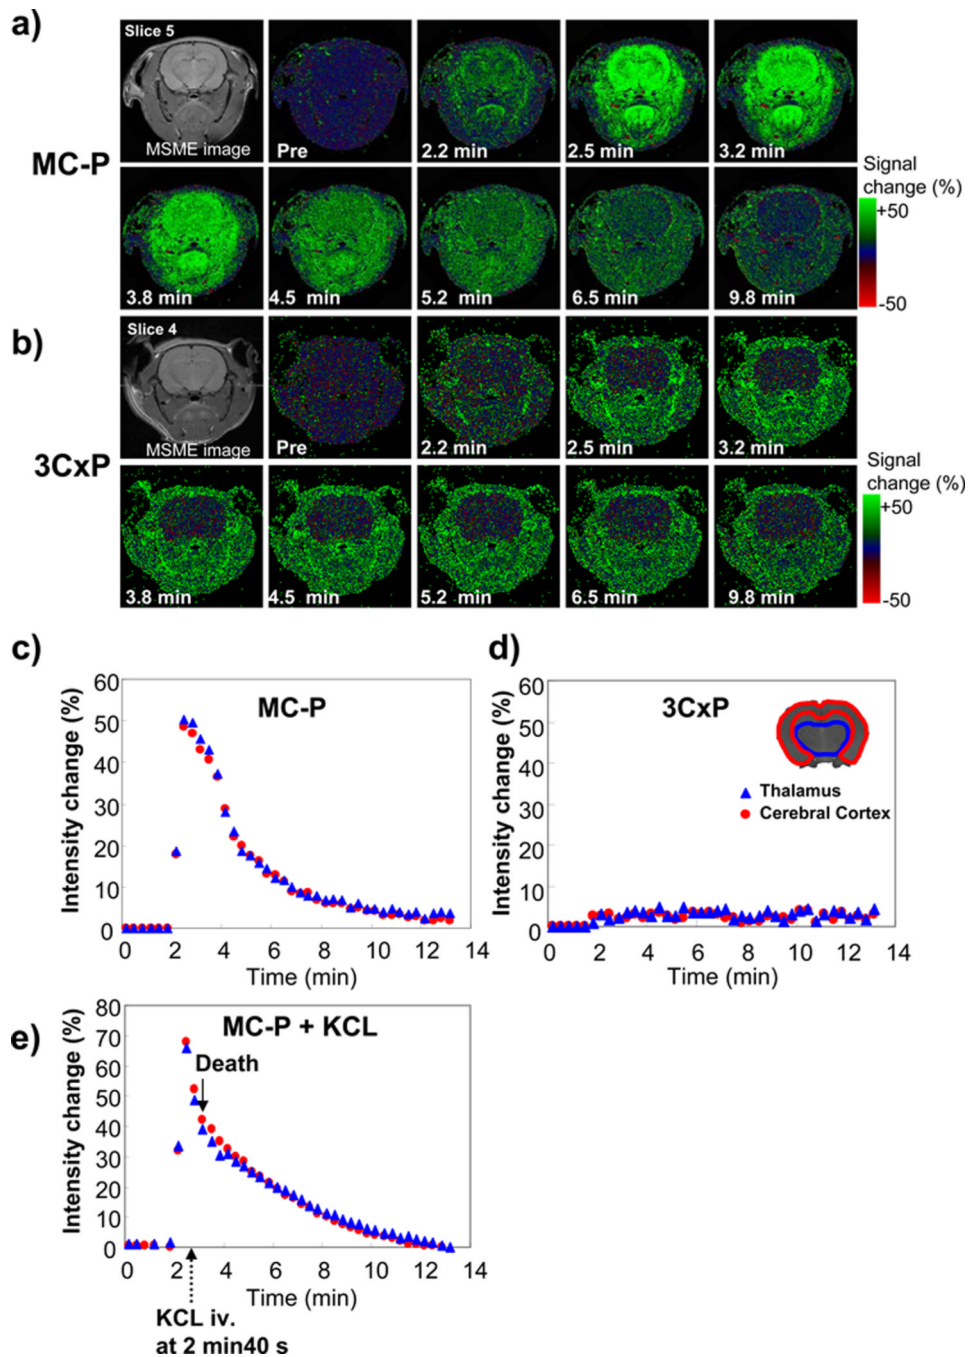 a)
Slice 5
MSME image
Pre
2.2 min
2.5 min
3.2 min
MC-P
Signal
change (%)
+50
-50
3.8 min
4.5 min
5.2 min
6.5 min
9.8 min
b)
Slice 4
MSME image
Pre
2.2 min
2.5 min
3.2 min
3CxP
Signal
change (%)
+50
-50
3.8 min
4.5 min
5.2 min
6.5 min
9.8 min
c)
MC-P
Intensity change (%)
60
50
40
30
20
10
0
0 2 4 6 8 10 12 14
Time (min)
d)
3CxP
Intensity change (%)
60
50
40
30
20
10
0
Thalamus
Cerebral Cortex
0 2 4 6 8 10 12 14
Time (min)
e)
MC-P + KCL
Intensity change (%)
80
70
60
50
40
30
20
10
0
Death
0 2 4 6 8 10 12 14
Time (min)
KCL iv.
at 2 min40 s